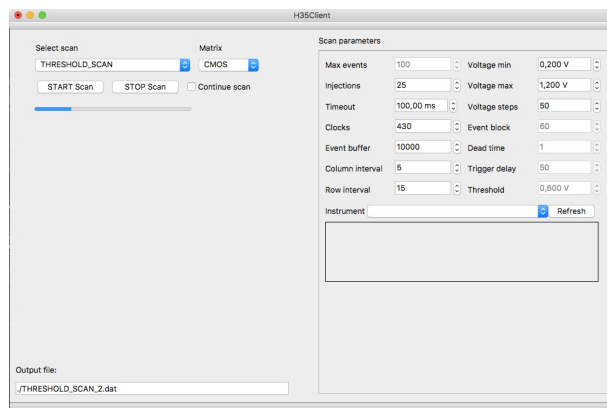 H35Client
Select scan
Matrix
THRESHOLD_SCAN
CMOS
START Scan
STOP Scan
Continue scan
Output file:
./THRESHOLD_SCAN_2.dat
Scan parameters
Max events 100 Voltage min 0,200 V
Injections 25 Voltage max 1,200 V
Timeout 100,00 ms Voltage steps 50
Clocks 430 Event block 60
Event buffer 10000 Dead time 1
Column interval 5 Trigger delay 50
Row interval 15 Threshold 0,600 V
Instrument Refresh